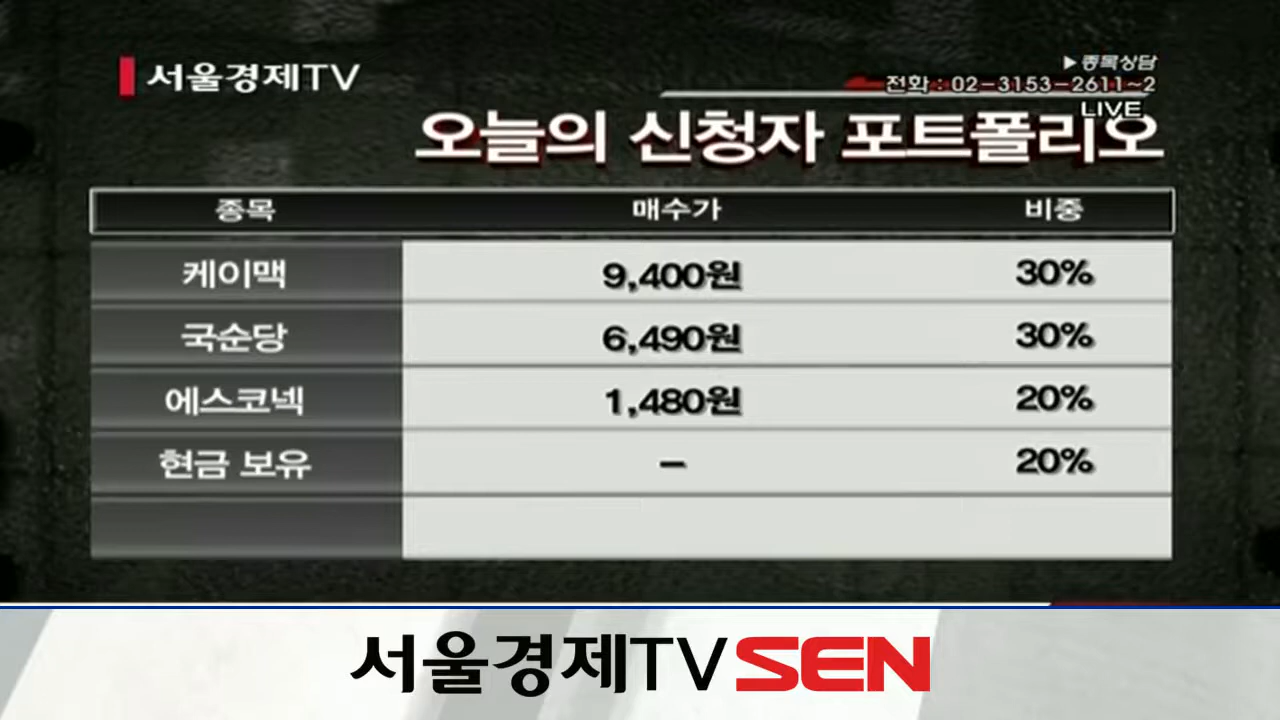 서울경제TV
▶종목상담
전화 : 02-3153-2611~2
LIVE
오늘의 신청자 포트폴리오
종목 매수가 비중
케이맥 9,400원 30%
국순당 6,490원 30%
에스코넥 1,480원 20%
현금 보유 - 20%
서울경제TV SEN